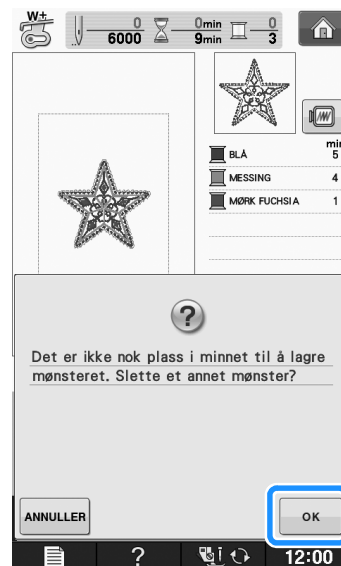 W+
0
6000
0min
9min
0
3
min
BLÅ 5
MESSING 4
MØRK FUCHSIA 1
?
Det er ikke nok plass i minnet til å lagre
mønsteret. Slette et annet mønster?
ANNULLER
OK
?
12:00